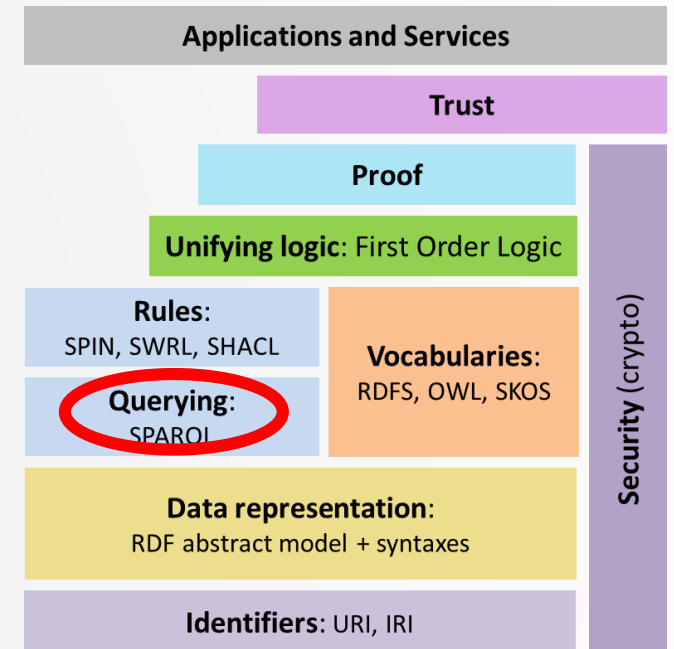 Applications and Services
Trust
Proof
Unifying logic: First Order Logic
Rules:
SPIN, SWRL, SHACL
Querying:
SPARQL
Vocabularies:
RDFS, OWL, SKOS
Data representation:
RDF abstract model + syntaxes
Identifiers: URI, IRI
Security (crypto)